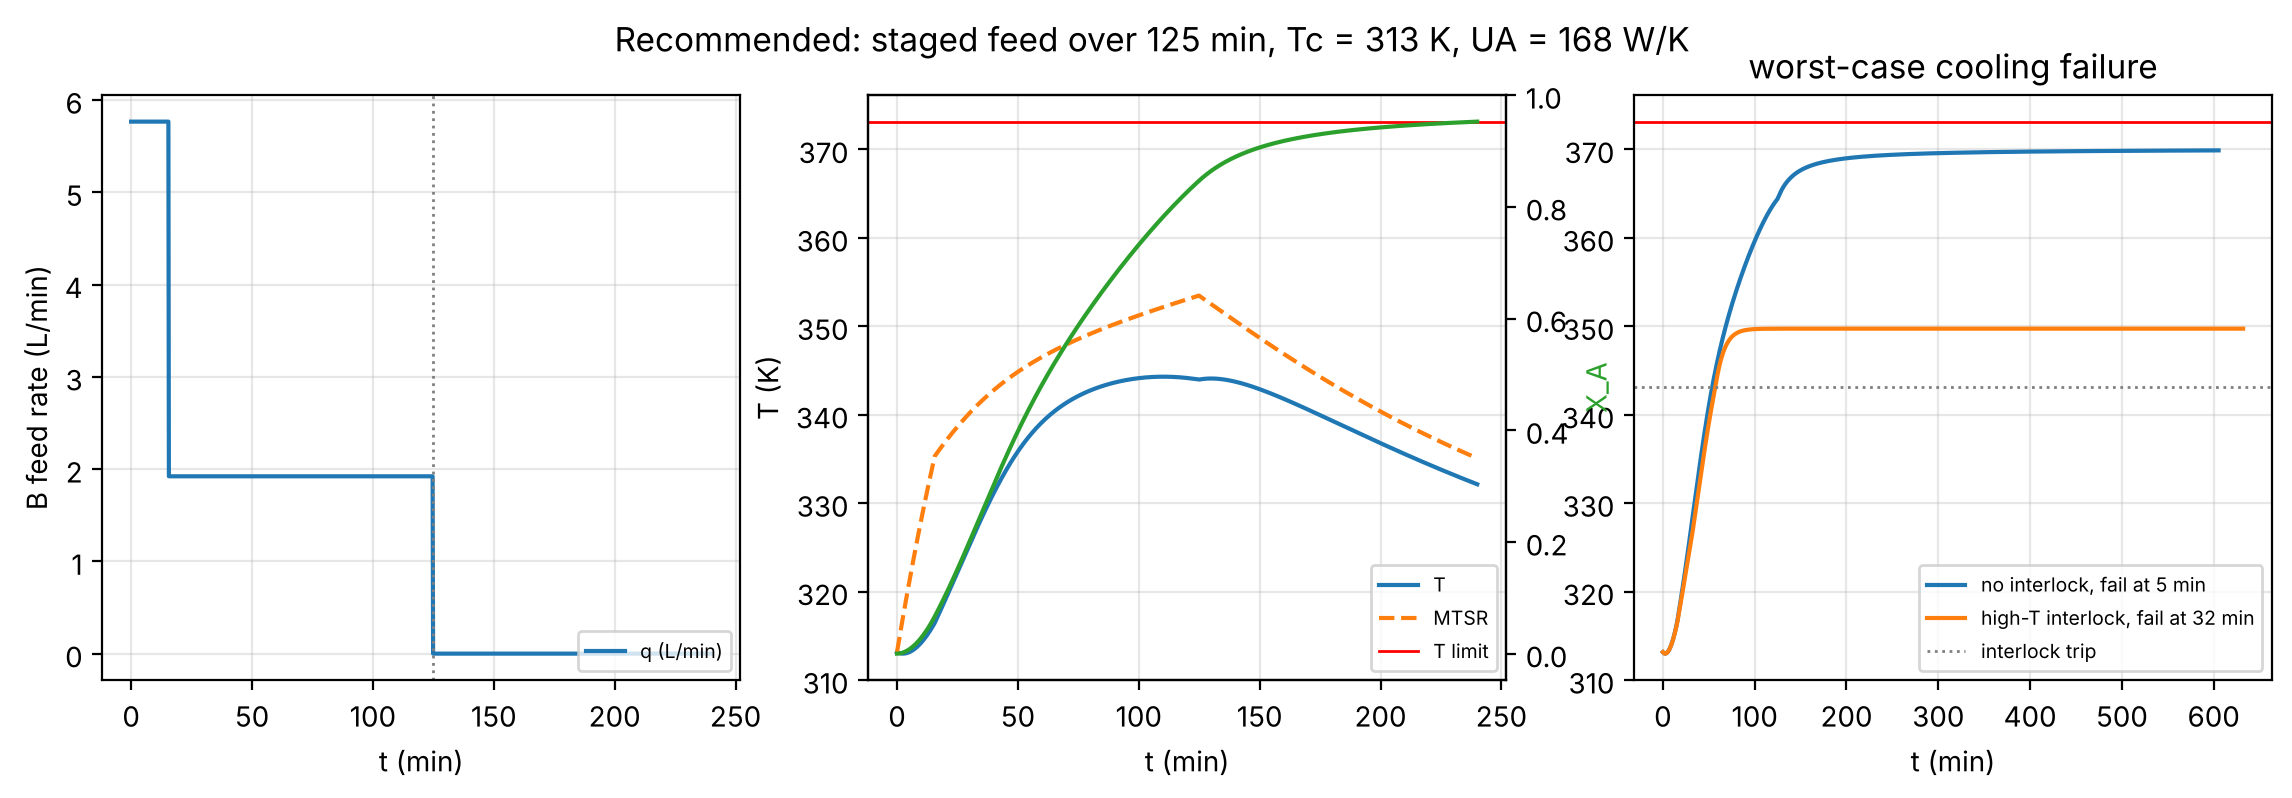 Recommended: staged feed over 125 min, Tc = 313 K, UA = 168 W/K
worst-case cooling failure
B feed rate (L/min)
6
5
4
3
2
1
0
q (L/min)
0 50 100 150 200 250
t (min)
T (K)
370
360
350
340
330
320
310
1.0
0.8
0.6
0.4
0.2
0.0
X_A
T
MTSR
T limit
0 50 100 150 200 250
t (min)
370
360
350
340
330
320
310
no interlock, fail at 5 min
high-T interlock, fail at 32 min
interlock trip
0 100 200 300 400 500 600
t (min)